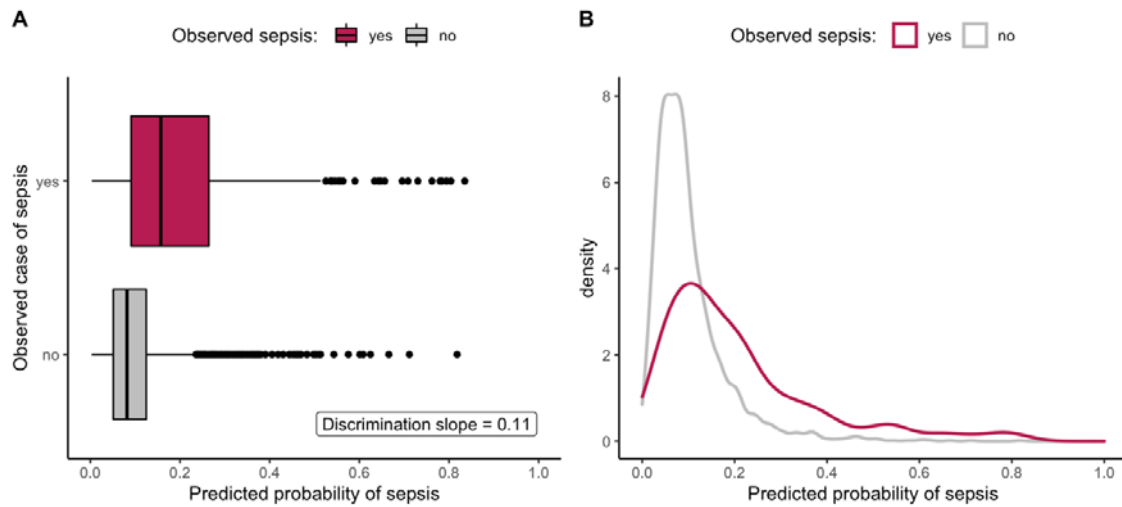 A
Observed sepsis: yes no
Observed case of sepsis
yes
no
Discrimination slope = 0.11
0.0 0.2 0.4 0.6 0.8 1.0
Predicted probability of sepsis
B
Observed sepsis: yes no
density
8
6
4
2
0
0.0 0.2 0.4 0.6 0.8 1.0
Predicted probability of sepsis